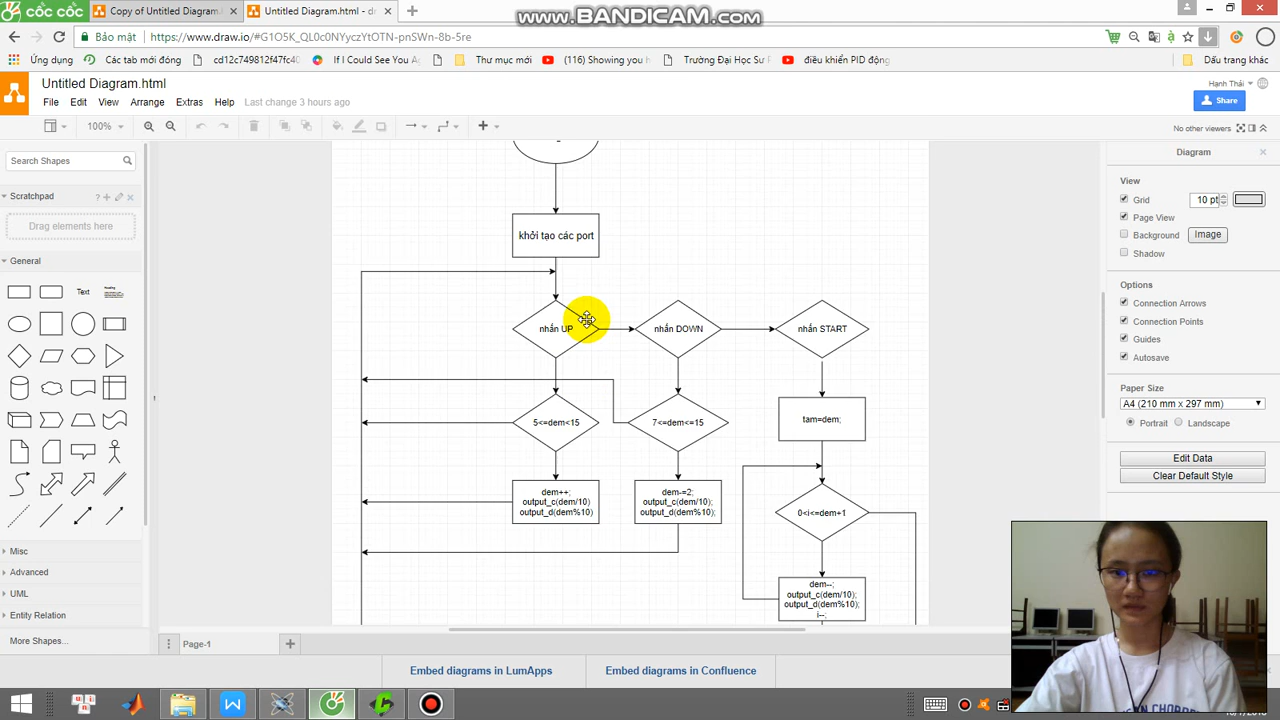 www.BANDICAM.com
cốc cốc
Copy of Untitled Diagram
Untitled Diagram.html - dr
Bảo mật
https://www.draw.io/#G1O5K_QL0c0NYyczYtOTN-pnSWn-8b-5re
Ứng dụng
Các tab mới đóng
cd12c749812f47fc40
If I Could See You Ag
Thư mục mới
(116) Showing you h
Trường Đại Học Sư P
điều khiển PID động
Dấu trang khác
Untitled Diagram.html
Hạnh Thái
File
Edit
View
Arrange
Extras
Help
Last change 3 hours ago
Share
100%
No other viewers
Search Shapes
Scratchpad
Drag elements here
General
Text
Misc
Advanced
UML
Entity Relation
More Shapes...
khởi tạo các port
nhấn UP
nhấn DOWN
nhấn START
5<=dem<15
7<=dem<=15
tam=dem;
dem++;
output_c(dem/10)
output_d(dem%10)
dem-=2;
output_c(dem/10);
output_d(dem%10);
0<i<=dem+1
dem--;
output_c(dem/10);
output_d(dem%10);
i--;
Diagram
View
Grid
10 pt
Page View
Background
Image
Shadow
Options
Connection Arrows
Connection Points
Guides
Autosave
Paper Size
A4 (210 mm x 297 mm)
Portrait
Landscape
Edit Data
Clear Default Style
Page-1
Embed diagrams in LumApps
Embed diagrams in Confluence